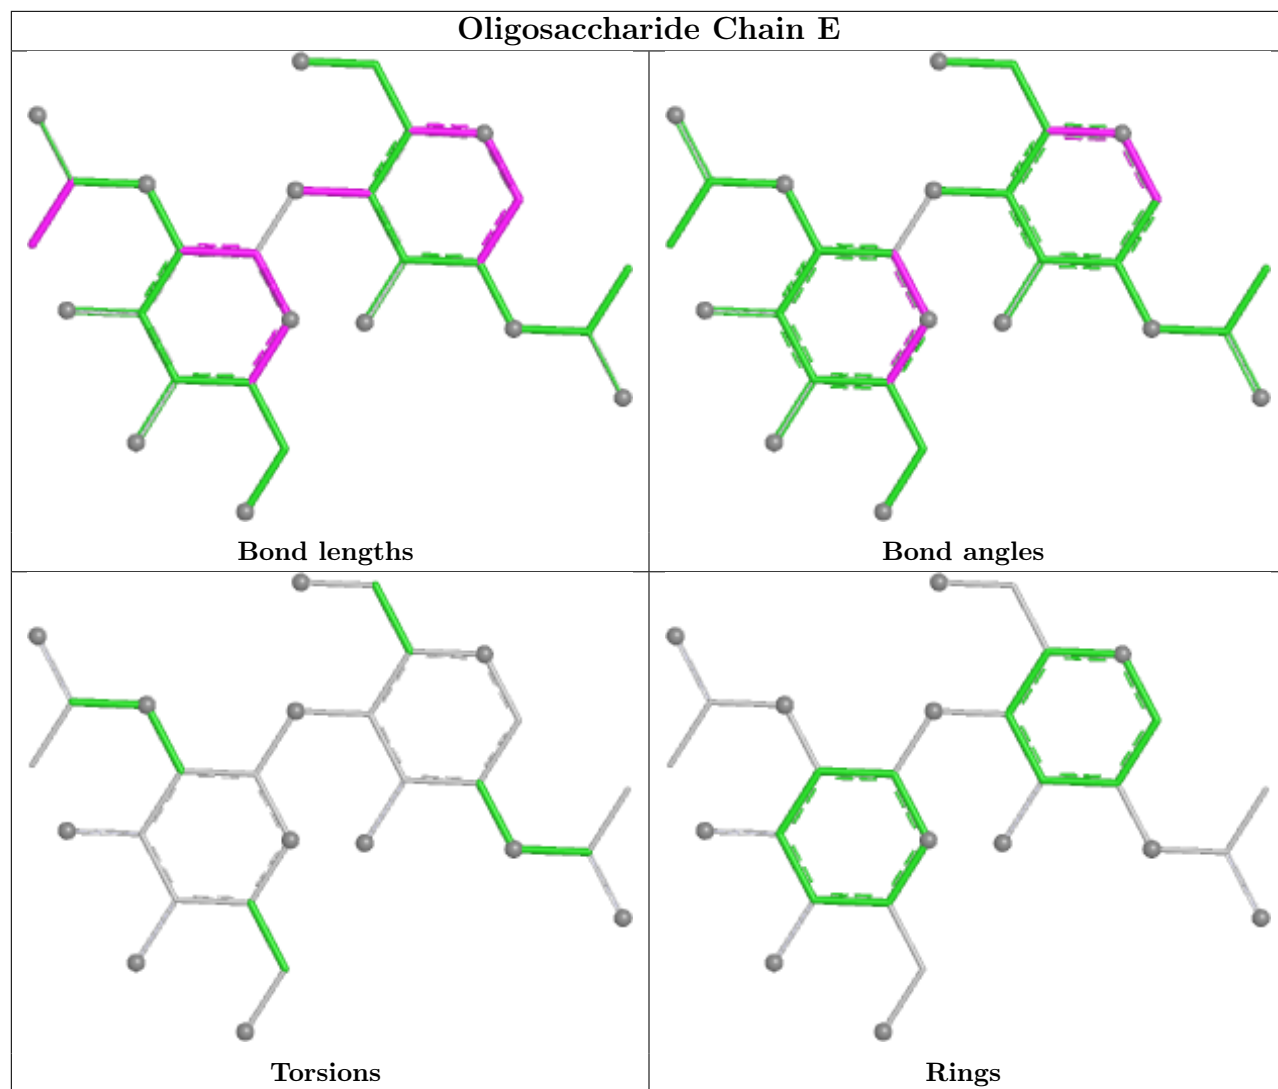 Oligosaccharide Chain E
Bond lengths
Bond angles
Torsions
Rings